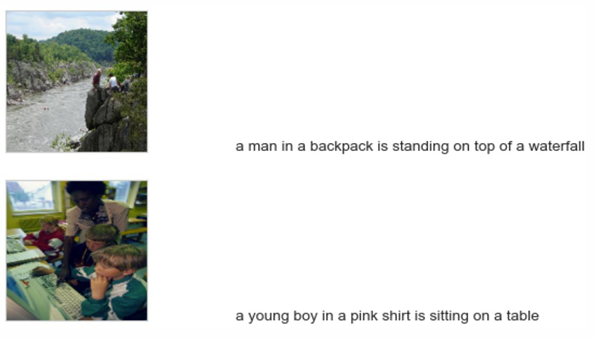 a man in a backpack is standing on top of a waterfall
a young boy in a pink shirt is sitting on a table